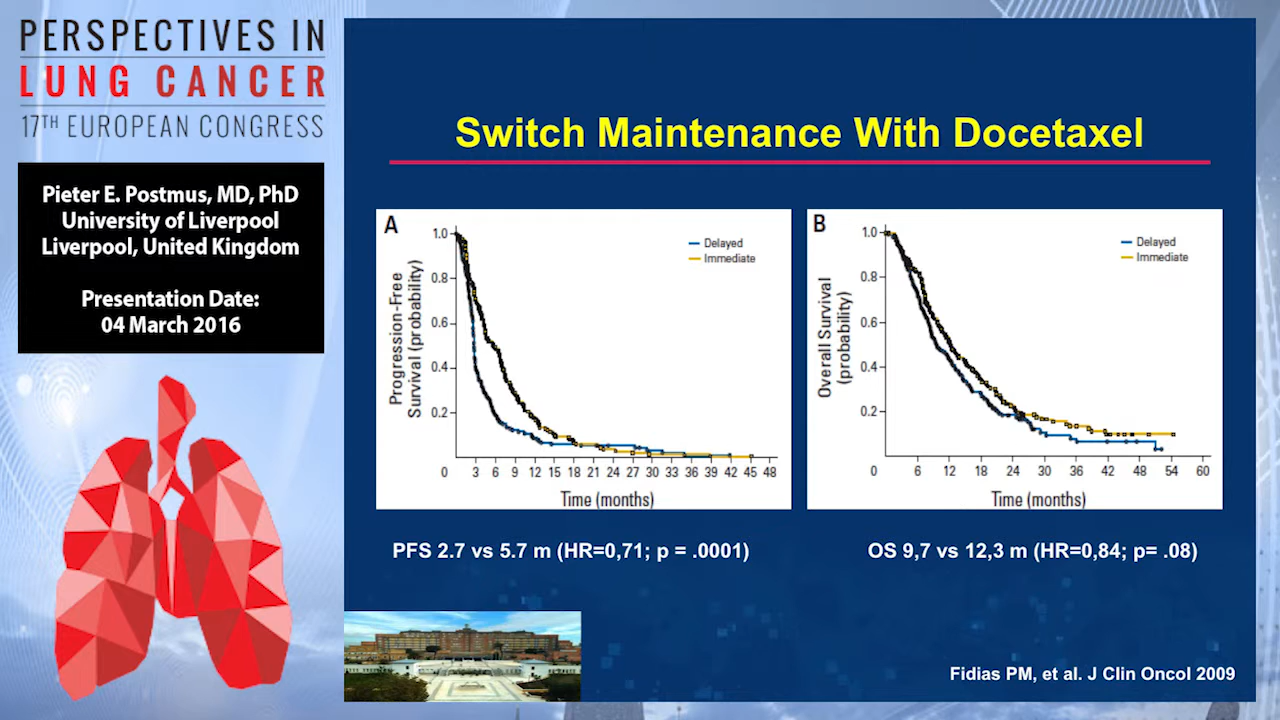 PERSPECTIVES IN
LUNG CANCER
17TH EUROPEAN CONGRESS
Pieter E. Postmus, MD, PhD
University of Liverpool
Liverpool, United Kingdom
Presentation Date:
04 March 2016
Switch Maintenance With Docetaxel
A
Progression-Free
Survival (probability)
1.0
0.8
0.6
0.4
0.2
Delayed
Immediate
0 3 6 9 12 15 18 21 24 27 30 33 36 39 42 45 48
Time (months)
B
Overall Survival
(probability)
1.0
0.8
0.6
0.4
0.2
Delayed
Immediate
0 6 12 18 24 30 36 42 48 54 60
Time (months)
PFS 2.7 vs 5.7 m (HR=0,71; p = .0001)
OS 9,7 vs 12,3 m (HR=0,84; p= .08)
Fidias PM, et al. J Clin Oncol 2009